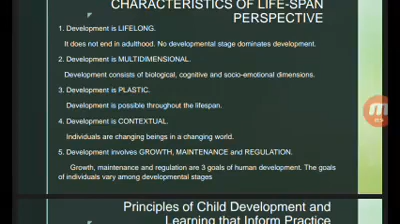 CHARACTERISTICS OF LIFE-SPAN
PERSPECTIVE
1. Development is LIFELONG.
It does not end in adulthood. No developmental stage dominates development.
2. Development is MULTIDIMENSIONAL.
Development consists of biological, cognitive and socio-emotional dimensions.
3. Development is PLASTIC.
Development is possible throughout the lifespan.
4. Development is CONTEXTUAL.
Individuals are changing beings in a changing world.
5. Development involves GROWTH, MAINTENANCE and REGULATION.
Growth, maintenance and regulation are 3 goals of human development. The goals
of individuals vary among developmental stages
Principles of Child Development and
Learning that Inform Practice